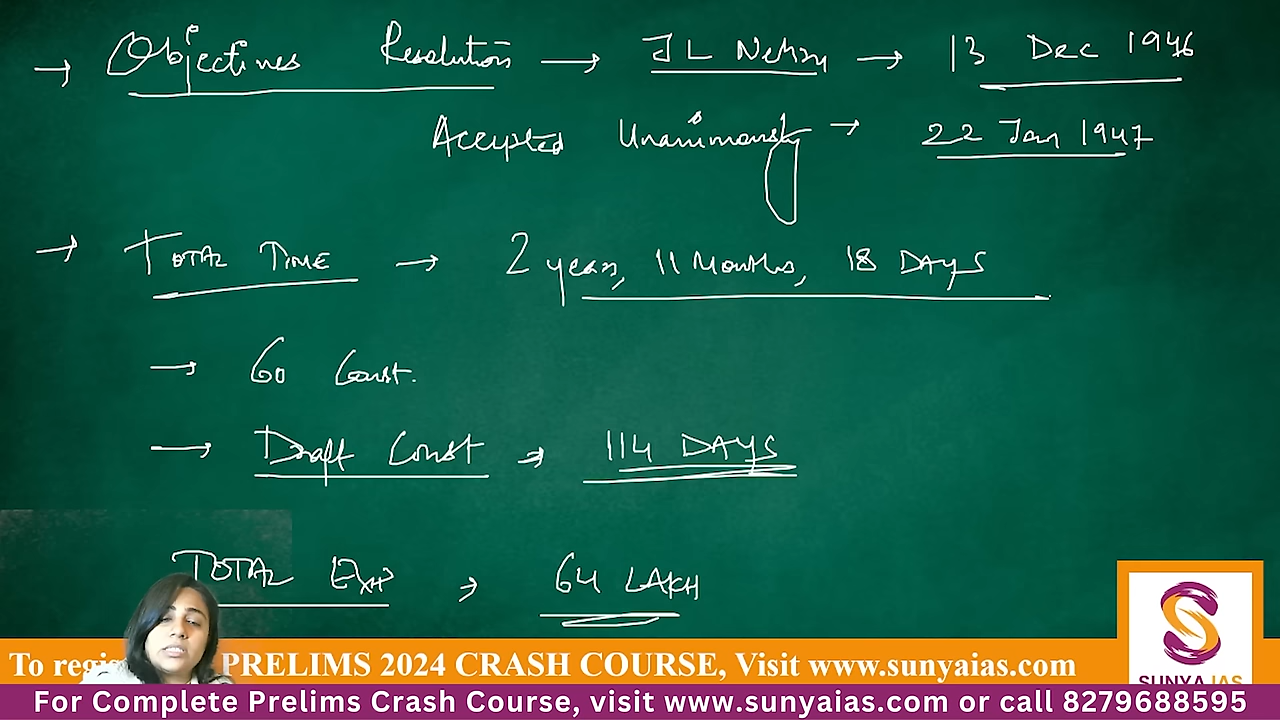 → Objectives Resolution → JL Nehru → 13 Dec 1946
Accepted Unanimously → 22 Jan 1947
→ TOTAL TIME → 2 years, 11 Months, 18 DAYS
→ 60 Const.
→ Draft Const → 114 DAYS
TOTAL EXP → 64 LAKH
To regis PRELIMS 2024 CRASH COURSE, Visit www.sunyaias.com
SUNYA IAS
For Complete Prelims Crash Course, visit www.sunyaias.com or call 8279688595